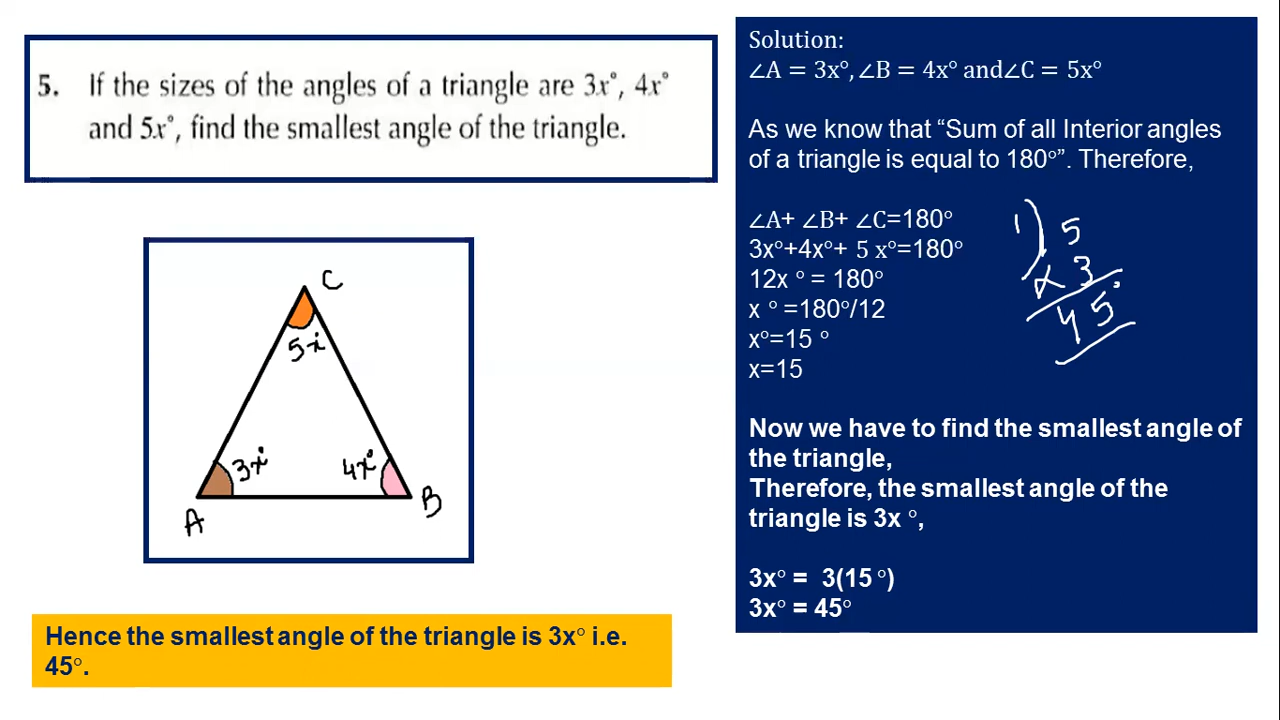 5. If the sizes of the angles of a triangle are 3x°, 4x°
and 5x°, find the smallest angle of the triangle.
C
5x°
3x°
4x°
A
B
Hence the smallest angle of the triangle is 3x° i.e.
45°.
Solution:
∠A = 3x°,∠B = 4x° and∠C = 5x°
As we know that “Sum of all Interior angles
of a triangle is equal to 180°”. Therefore,
∠A+ ∠B+ ∠C=180°
3x°+4x°+ 5 x°=180°
12x ° = 180°
x ° =180°/12
x°=15 °
x=15
1) 5
x 3
45°
Now we have to find the smallest angle of
the triangle,
Therefore, the smallest angle of the
triangle is 3x °,
3x° =  3(15 °)
3x° = 45°